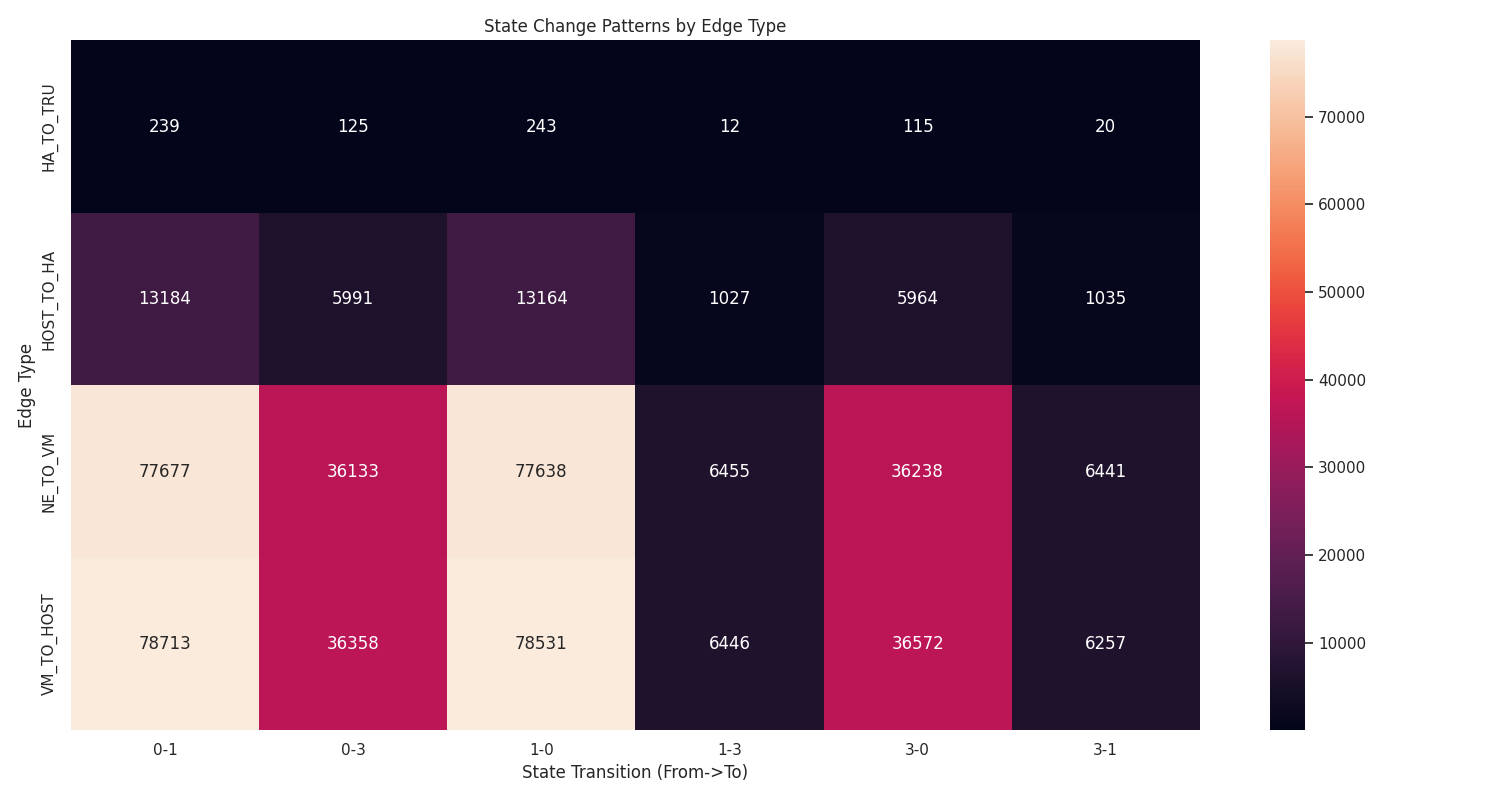 State Change Patterns by Edge Type
Edge Type
HA_TO_TRU
239 125 243 12 115 20
HOST_TO_HA
13184 5991 13164 1027 5964 1035
NE_TO_VM
77677 36133 77638 6455 36238 6441
VM_TO_HOST
78713 36358 78531 6446 36572 6257
0-1 0-3 1-0 1-3 3-0 3-1
State Transition (From->To)
70000
60000
50000
40000
30000
20000
10000